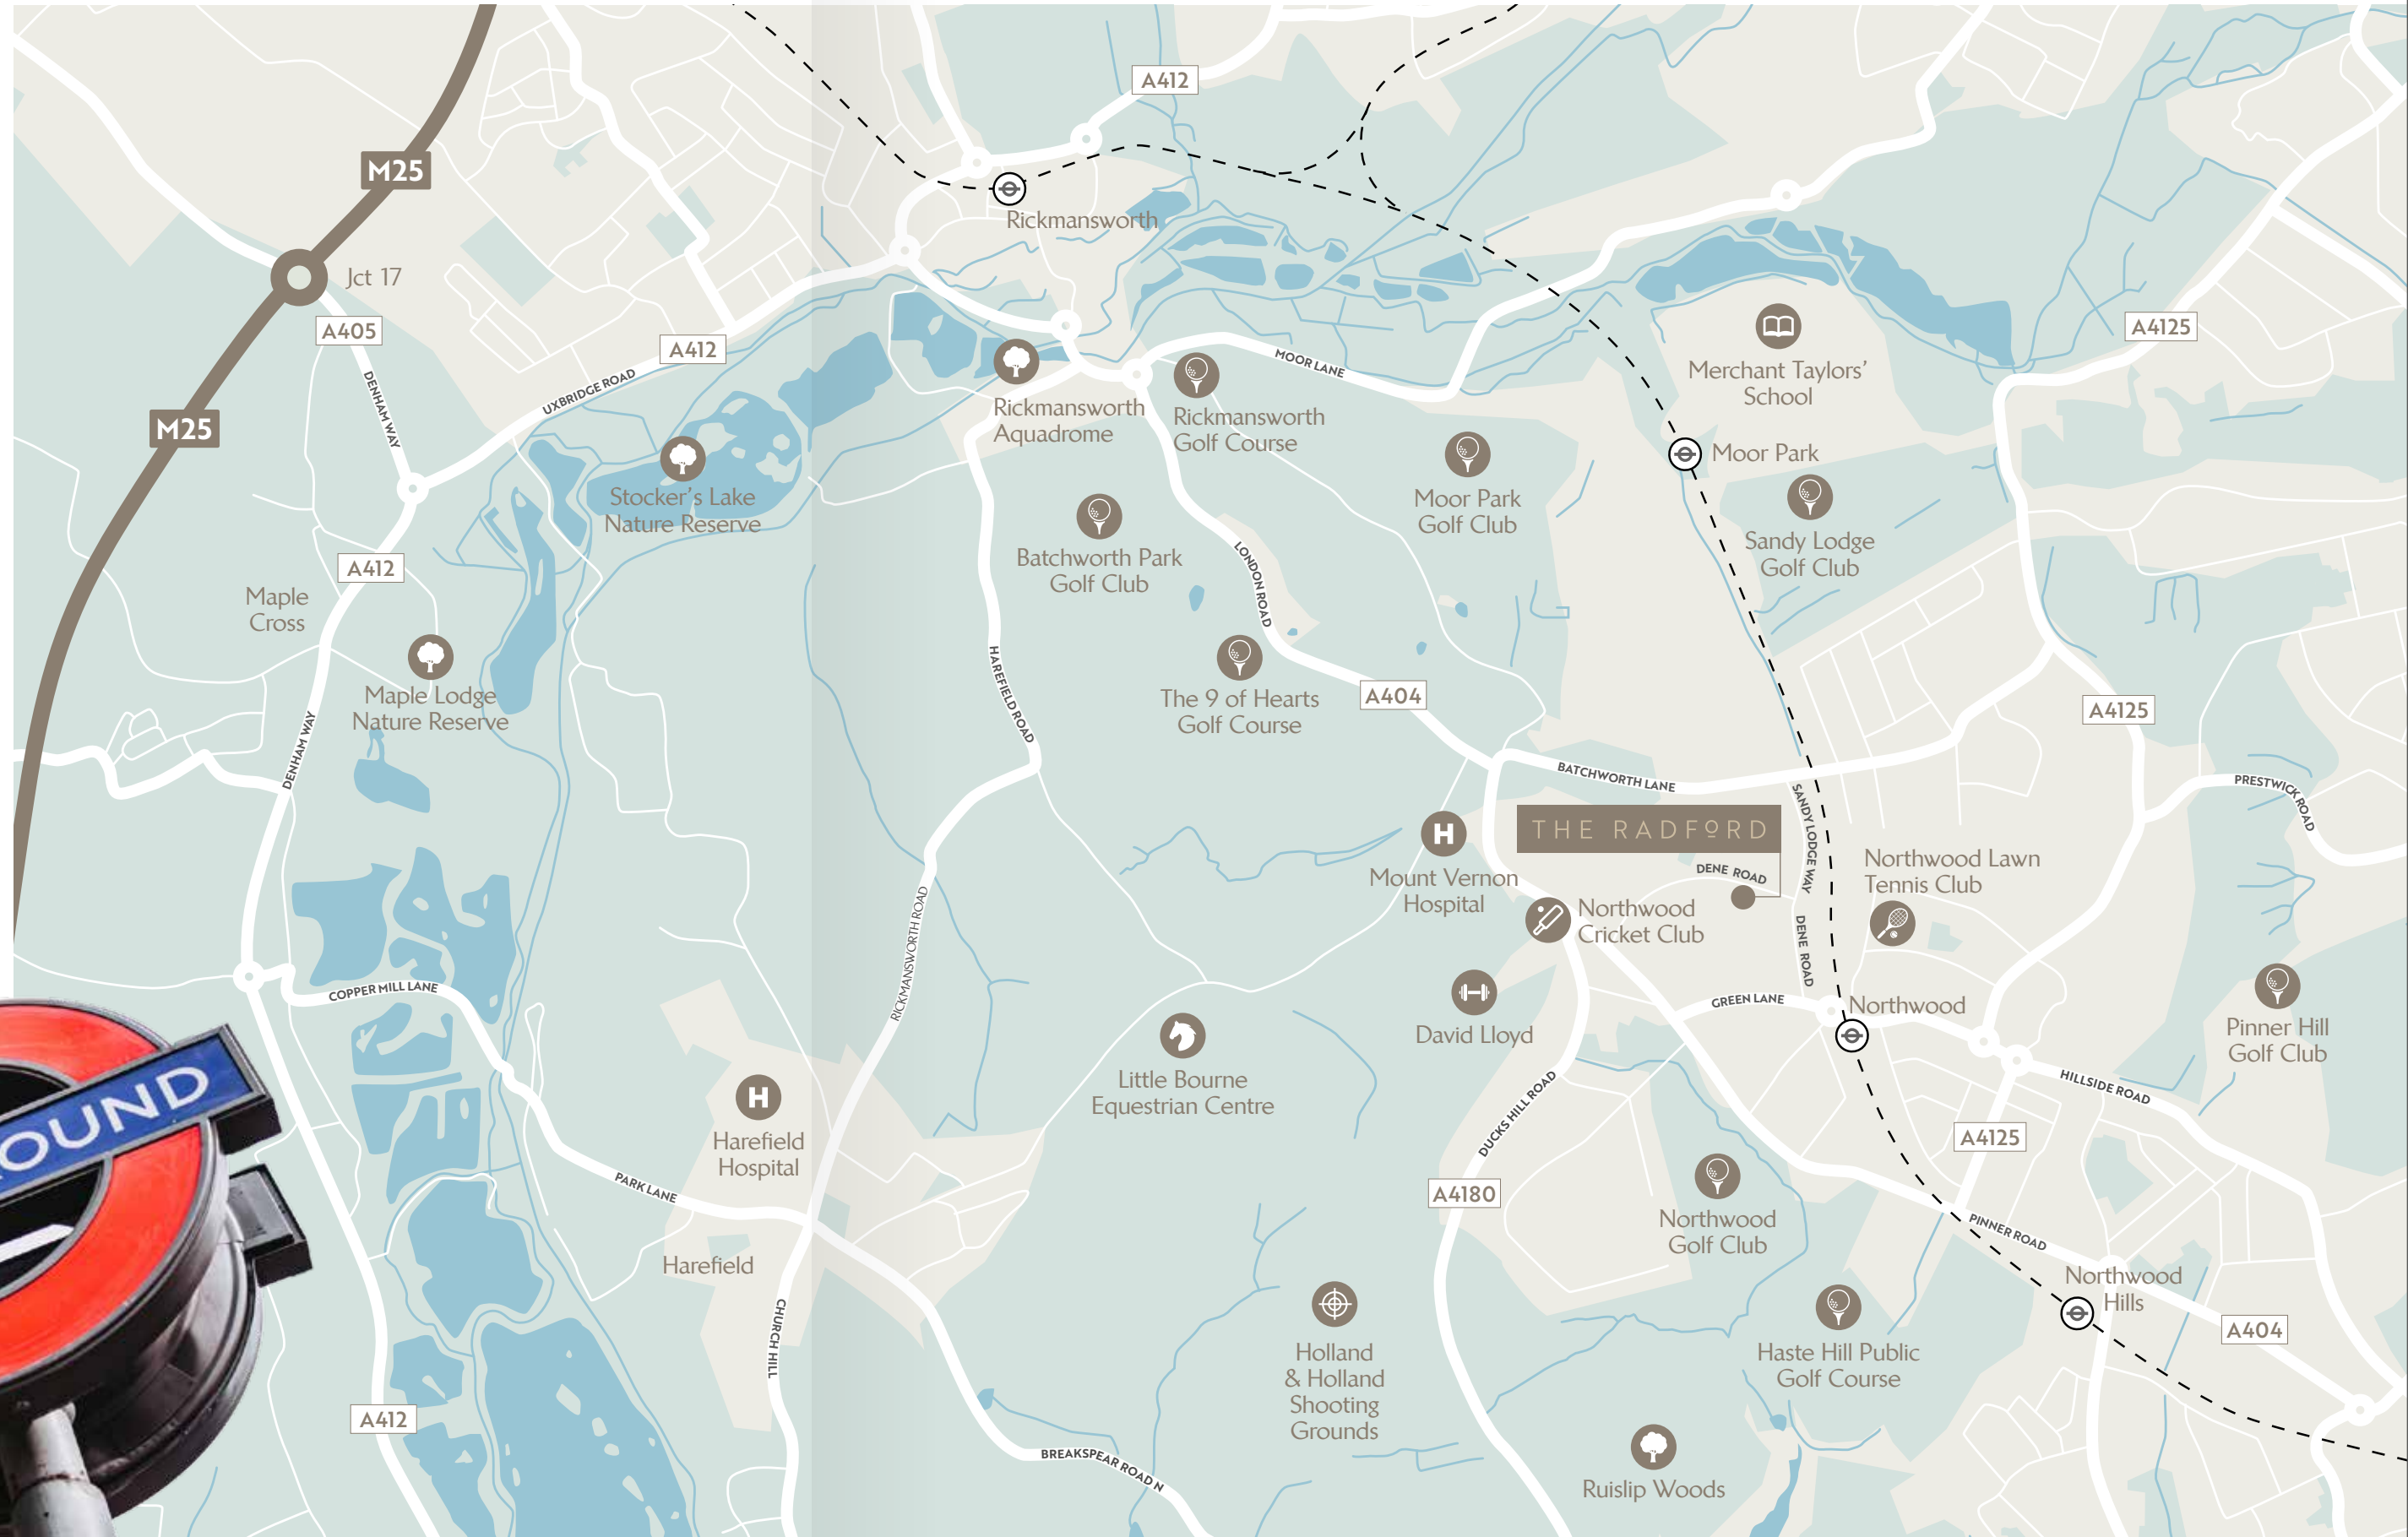 A412
M25
Rickmansworth
Jct 17
A405
A412
A4125
DENHAM WAY
UXBRIDGE ROAD
MOOR LANE
Merchant Taylors'
School
M25
Rickmansworth
Aquadrome
Rickmansworth
Golf Course
Moor Park
Stocker's Lake
Nature Reserve
Moor Park
Golf Club
Sandy Lodge
Golf Club
A412
Batchworth Park
Golf Club
LONDON ROAD
Maple
Cross
Maple Lodge
Nature Reserve
HAREFIELD ROAD
The 9 of Hearts
Golf Course
A404
A4125
DENHAM WAY
BATCHWORTH LANE
PRESTWICK ROAD
SANDY LODGE WAY
THE RADFORD
DENE ROAD
Mount Vernon
Hospital
Northwood Lawn
Tennis Club
Northwood
Cricket Club
DENE ROAD
RICKMANSWORTH ROAD
COPPER MILL LANE
David Lloyd
GREEN LANE
Northwood
Pinner Hill
Golf Club
OUND
Little Bourne
Equestrian Centre
HILLSIDE ROAD
DUCKS HILL ROAD
Harefield
Hospital
A4125
PARK LANE
A4180
Northwood
Golf Club
PINNER ROAD
Harefield
Northwood
Hills
CHURCH HILL
A404
Holland
& Holland
Shooting
Grounds
Haste Hill Public
Golf Course
A412
BREAKSPEAR ROAD N
Ruislip Woods
H
H